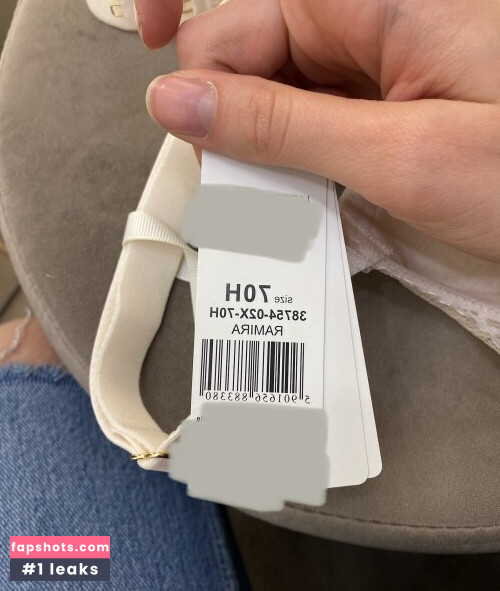 size 70H
38754-02X-70H
RAMIRA
5 901656 883380
fapshots.com
#1 leaks